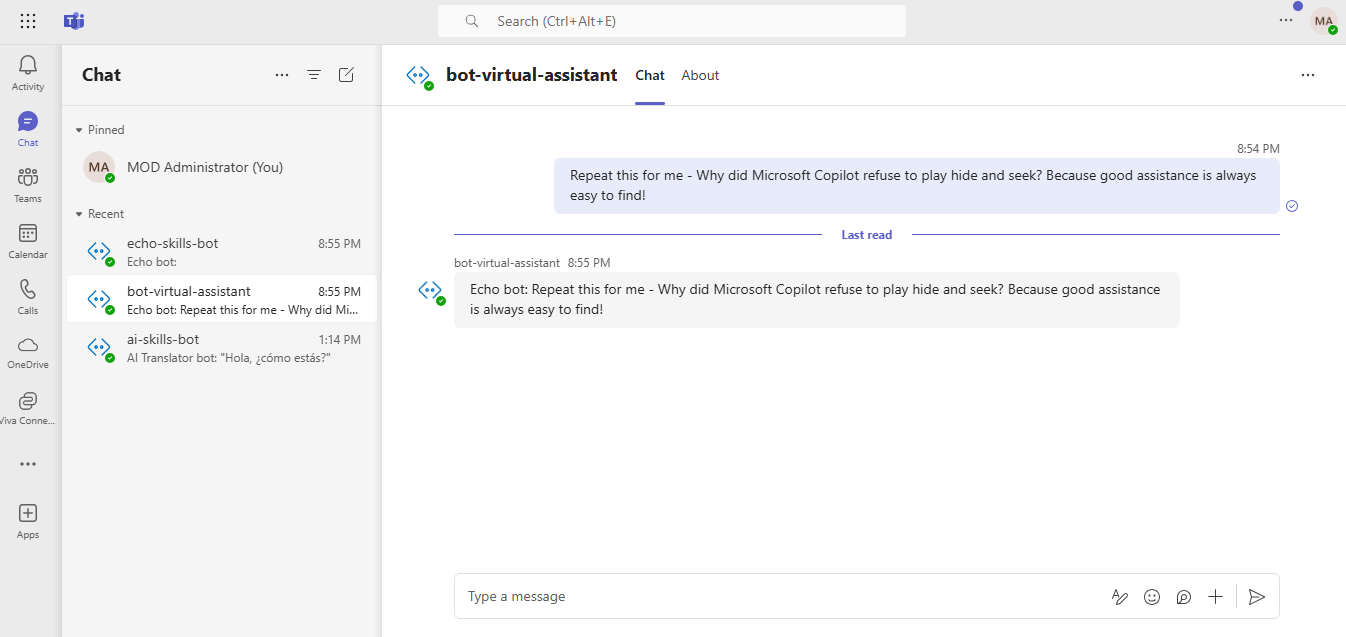 Search (Ctrl+Alt+E)
MA
Activity
Chat
Teams
Calendar
Calls
OneDrive
Viva Conne...
Apps
Chat
Pinned
MA
MOD Administrator (You)
Recent
echo-skills-bot 8:55 PM
Echo bot:
bot-virtual-assistant 8:55 PM
Echo bot: Repeat this for me - Why did Mi...
ai-skills-bot 1:14 PM
AI Translator bot: "Hola, ¿cómo estás?"
bot-virtual-assistant Chat About
8:54 PM
Repeat this for me - Why did Microsoft Copilot refuse to play hide and seek? Because good assistance is always
easy to find!
Last read
bot-virtual-assistant 8:55 PM
Echo bot: Repeat this for me - Why did Microsoft Copilot refuse to play hide and seek? Because good assistance
is always easy to find!
Type a message